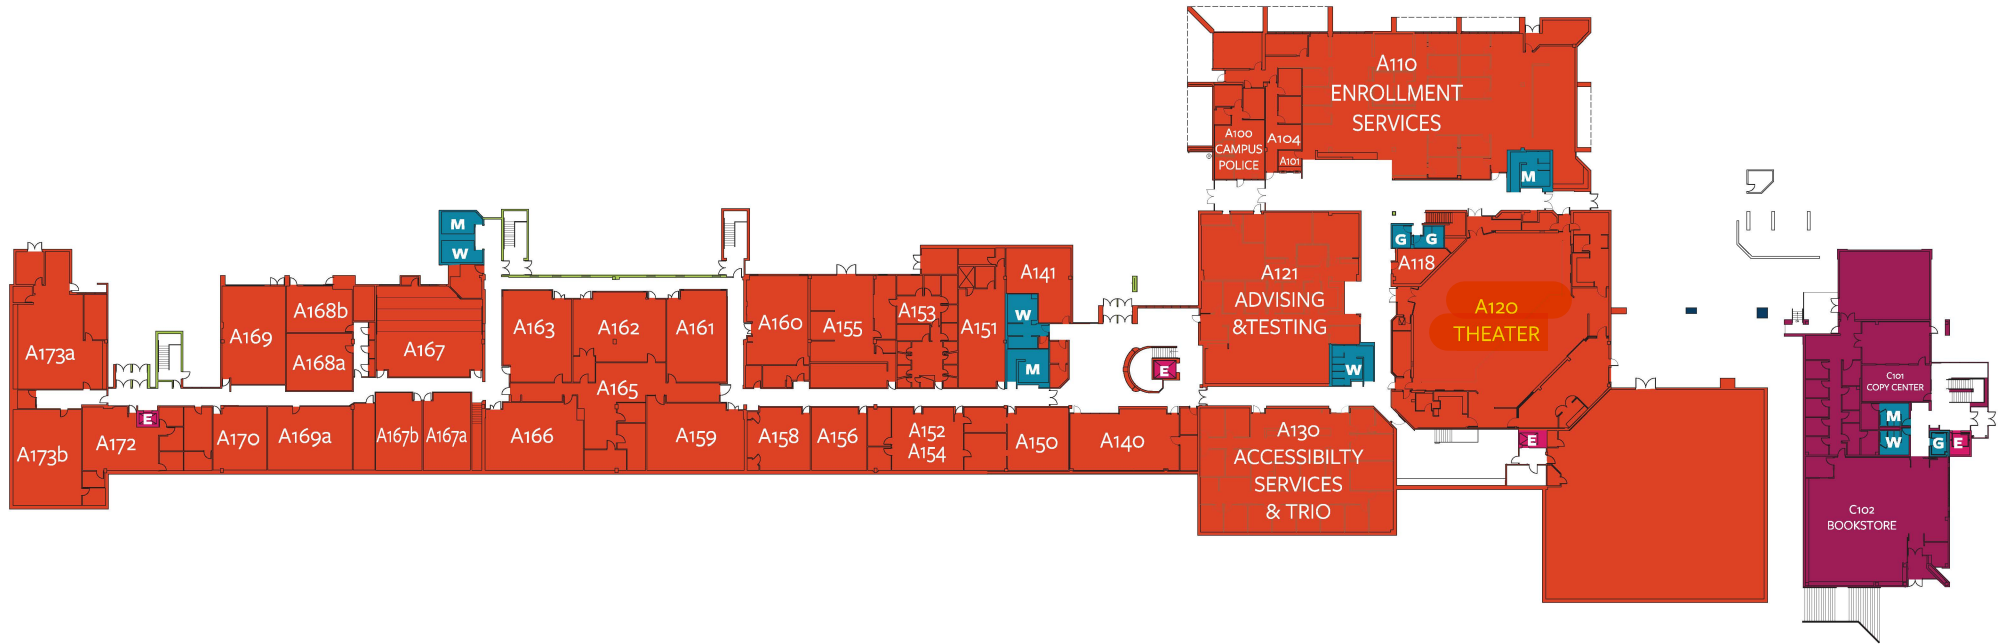 A110
ENROLLMENT
SERVICES
A100
CAMPUS
POLICE
A104
A101
M
M
W
A141
A121
ADVISING
&TESTING
G
G
A118
A120
THEATER
A173a
A169
A168b
A168a
A167
A163
A162
A161
A160
A155
A153
A151
W
M
E
W
A165
C101
COPY CENTER
A173b
A172
E
A170
A169a
A167b
A167a
A166
A159
A158
A156
A152
A154
A150
A140
A130
ACCESSIBILTY
SERVICES
& TRIO
E
M
W
G
E
C102
BOOKSTORE